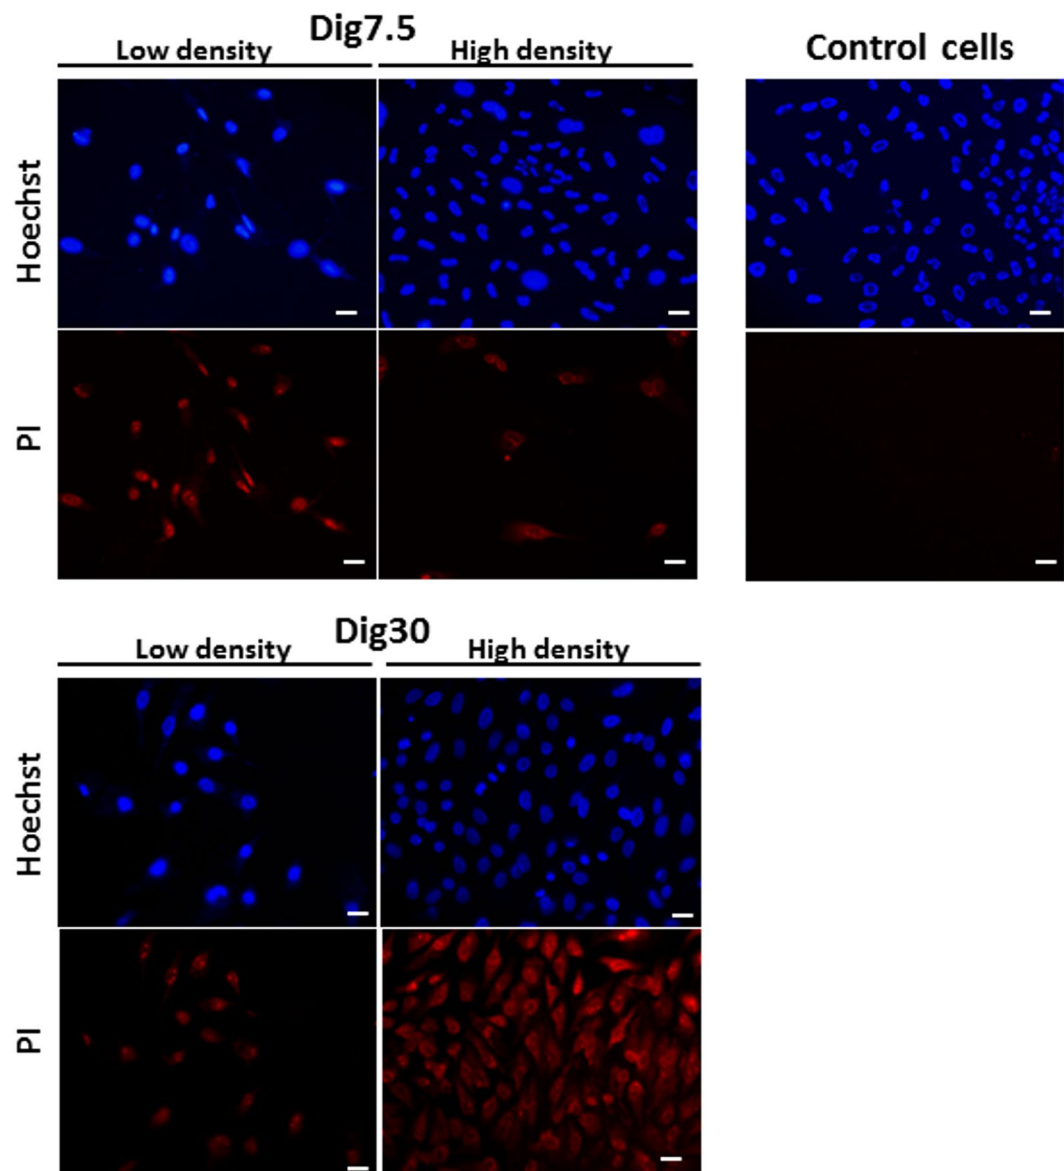 Dig7.5
Low density
High density
Control cells
Hoechst
PI
Dig30
Low density
High density
Hoechst
PI